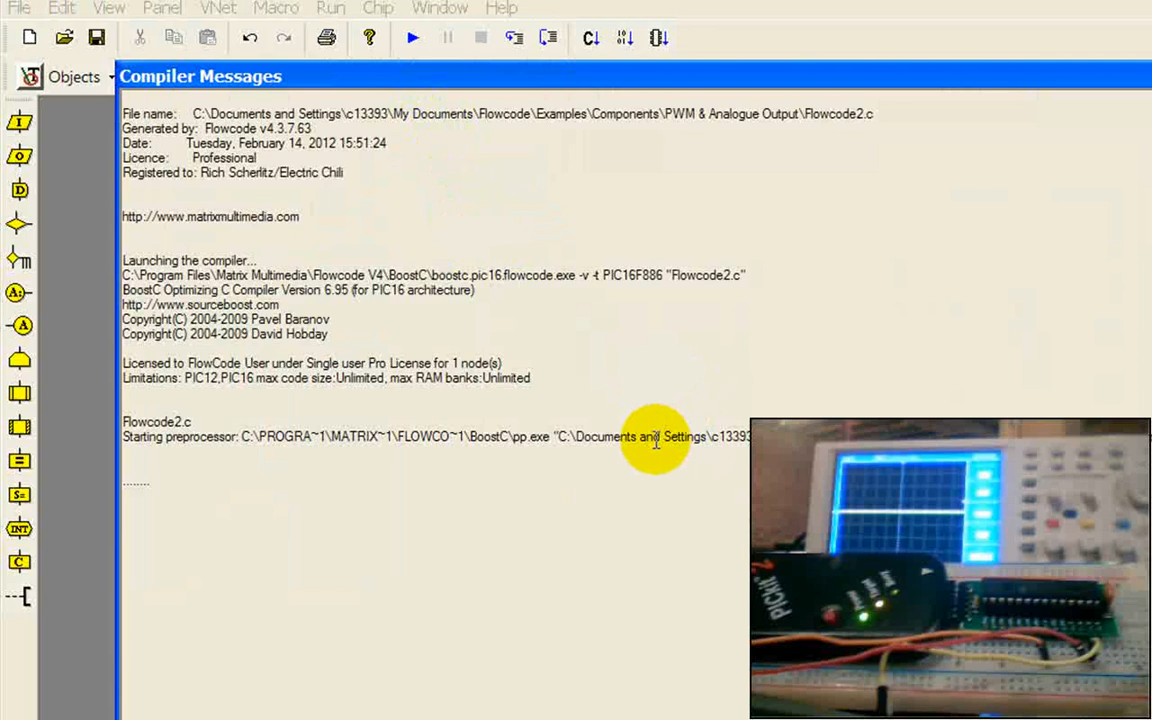 File Edit View Panel VNet Macro Run Chip Window Help
Objects
Compiler Messages
File name: C:\Documents and Settings\c13393\My Documents\Flowcode\Examples\Components\PWM & Analogue Output\Flowcode2.c
Generated by: Flowcode v4.3.7.63
Date: Tuesday, February 14, 2012 15:51:24
Licence: Professional
Registered to: Rich Scherlitz/Electric Chili
http://www.matrixmultimedia.com
Launching the compiler...
C:\Program Files\Matrix Multimedia\Flowcode V4\BoostC\boostc.pic16.flowcode.exe -v -t PIC16F886 "Flowcode2.c"
BoostC Optimizing C Compiler Version 6.95 (for PIC16 architecture)
http://www.sourceboost.com
Copyright(C) 2004-2009 Pavel Baranov
Copyright(C) 2004-2009 David Hobday
Licensed to FlowCode User under Single user Pro License for 1 node(s)
Limitations: PIC12,PIC16 max code size:Unlimited, max RAM banks:Unlimited
Flowcode2.c
Starting preprocessor: C:\PROGRA~1\MATRIX~1\FLOWCO~1\BoostC\pp.exe "C:\Documents and Settings\c13393
........
I
O
D
m
A:
A
=
S=
INT
C
PICkit 2